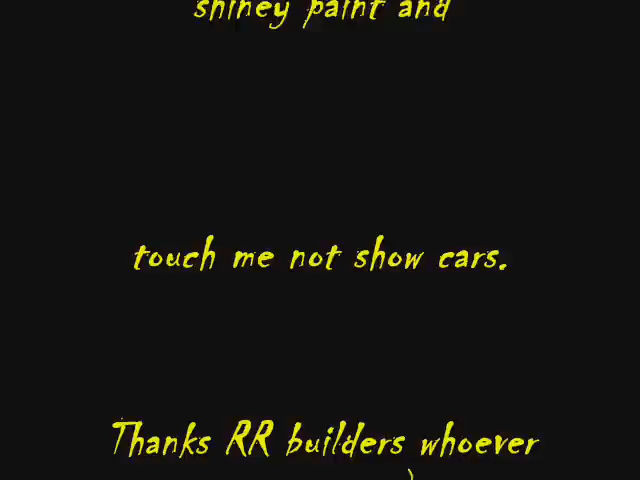 shiney paint and
touch me not show cars.
Thanks RR builders whoever